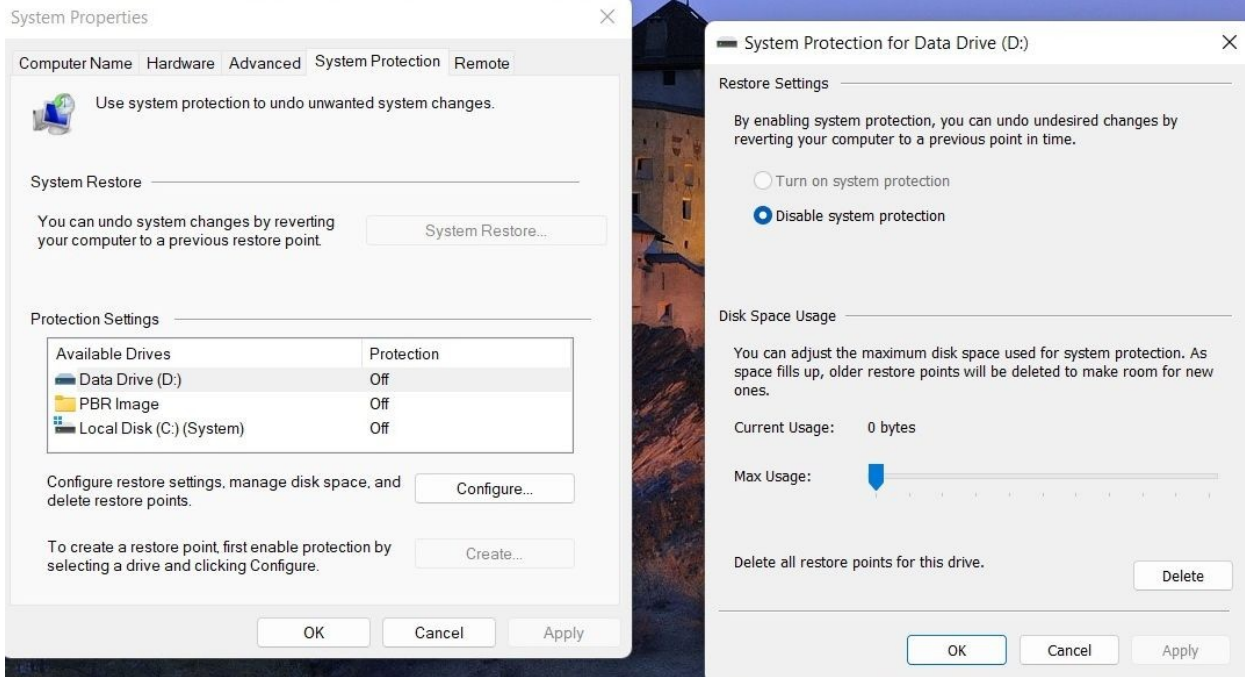 System Properties
Computer Name Hardware Advanced System Protection Remote
Use system protection to undo unwanted system changes.
System Restore
You can undo system changes by reverting
your computer to a previous restore point.
System Restore...
Protection Settings
Available Drives Protection
Data Drive (D:) Off
PBR Image Off
Local Disk (C:) (System) Off
Configure restore settings, manage disk space, and
delete restore points.
Configure...
To create a restore point, first enable protection by
selecting a drive and clicking Configure.
Create...
OK Cancel Apply
System Protection for Data Drive (D:)
Restore Settings
By enabling system protection, you can undo undesired changes by
reverting your computer to a previous point in time.
Turn on system protection
Disable system protection
Disk Space Usage
You can adjust the maximum disk space used for system protection. As
space fills up, older restore points will be deleted to make room for new
ones.
Current Usage: 0 bytes
Max Usage:
Delete all restore points for this drive.
Delete
OK Cancel Apply